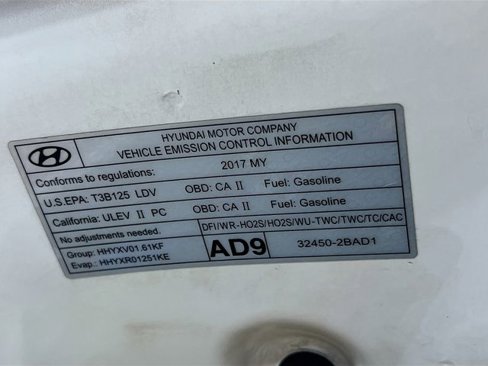 HYUNDAI MOTOR COMPANY
VEHICLE EMISSION CONTROL INFORMATION
Conforms to regulations: 2017 MY
U.S.EPA: T3B125 LDV OBD: CA II Fuel: Gasoline
California: ULEV II PC OBD: CA II Fuel: Gasoline
No adjustments needed. DFI/WR-HO2S/HO2S/WU-TWC/TWC/TC/CAC
Group: HHYXV01.61KF
Evap.: HHYXR01251KE
AD9 32450-2BAD1